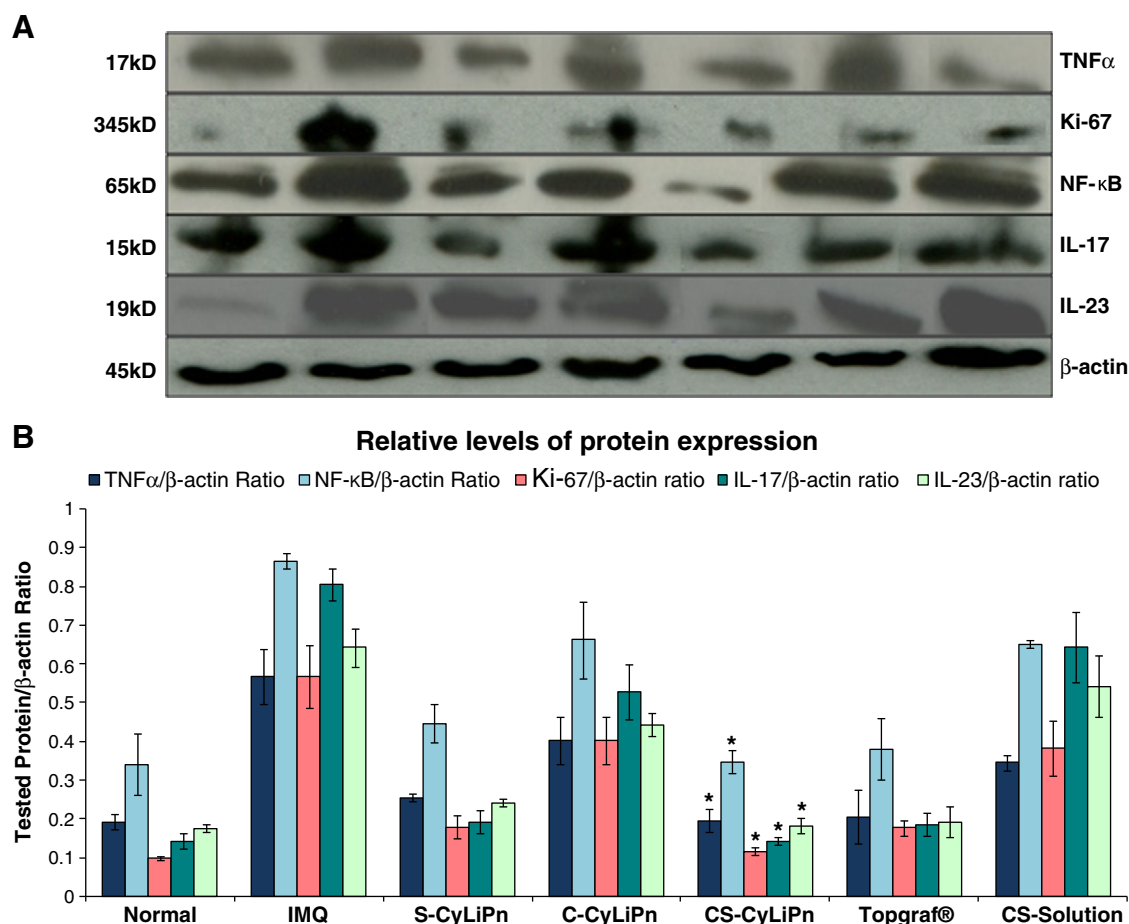 A
17kD TNFα
345kD Ki-67
65kD NF-κB
15kD IL-17
19kD IL-23
45kD β-actin
B
Relative levels of protein expression
TNFα/β-actin Ratio NF-κB/β-actin Ratio Ki-67/β-actin ratio IL-17/β-actin ratio IL-23/β-actin ratio
Tested Protein/β-actin Ratio
1
0.9
0.8
0.7
0.6
0.5
0.4
0.3
0.2
0.1
0
* * * * *
Normal IMQ S-CyLiPn C-CyLiPn CS-CyLiPn Topgraf® CS-Solution